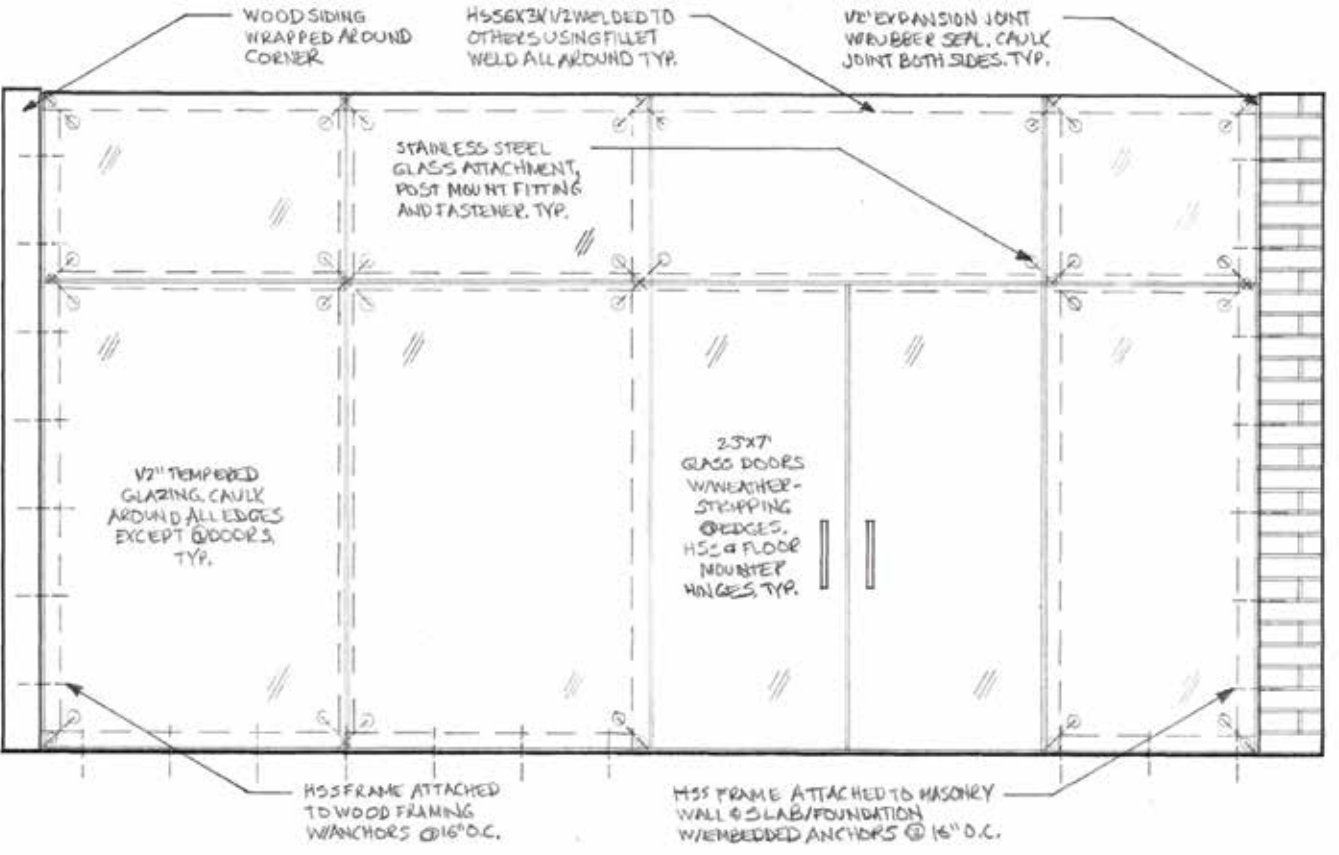 WOOD SIDING
WRAPPED AROUND
CORNER
HSS6X3X1/2 WELDED TO
OTHERS USING FILLET
WELD ALL AROUND TYP.
1/2" EXPANSION JOINT
W/RUBBER SEAL. CAULK
JOINT BOTH SIDES. TYP.
STAINLESS STEEL
GLASS ATTACHMENT,
POST MOUNT FITTING
AND FASTENER. TYP.
1/2" TEMPERED
GLAZING. CAULK
AROUND ALL EDGES
EXCEPT @DOORS,
TYP.
2 3'X7'
GLASS DOORS
W/WEATHER-
STRIPPING
@EDGES.
HSS & FLOOR
MOUNTED
HINGES, TYP.
HSS FRAME ATTACHED
TO WOOD FRAMING
W/ANCHORS @16" O.C.
HSS FRAME ATTACHED TO MASONRY
WALL & SLAB/FOUNDATION
W/EMBEDDED ANCHORS @ 16" O.C.